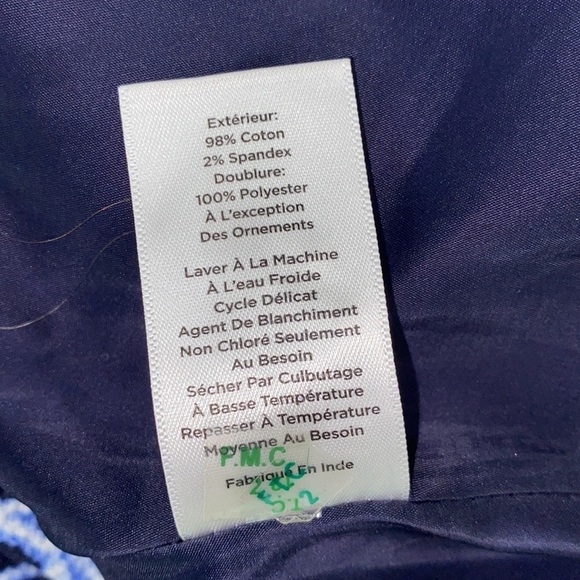 Extérieur:
98% Coton
2% Spandex
Doublure:
100% Polyester
À L'exception
Des Ornements
Laver À La Machine
À L'eau Froide
Cycle Délicat
Agent De Blanchiment
Non Chloré Seulement
Au Besoin
Sécher Par Culbutage
À Basse Température
Repasser À Température
Moyenne Au Besoin
P.M.C.
Fabriqué En Inde